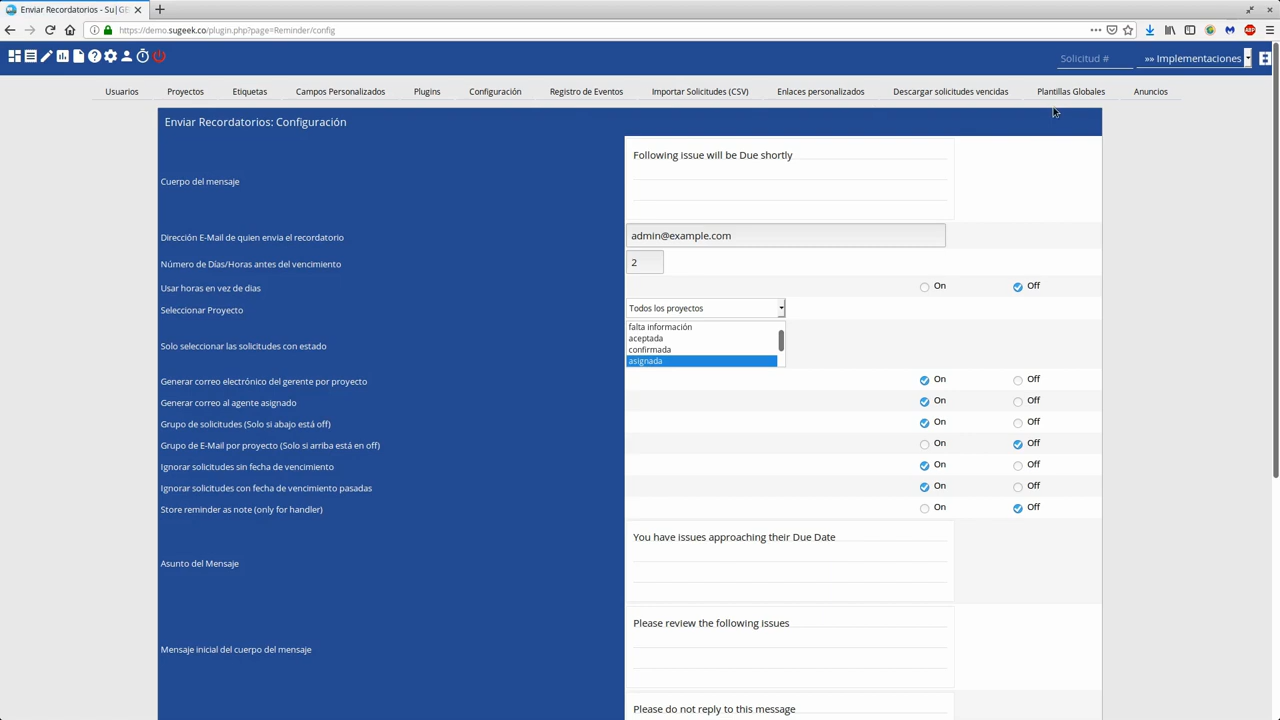 Enviar Recordatorios - Su|GE
https://demo.sugeek.co/plugin.php?page=Reminder/config
Solicitud #
»» Implementaciones
Usuarios Proyectos Etiquetas Campos Personalizados Plugins Configuración Registro de Eventos Importar Solicitudes (CSV) Enlaces personalizados Descargar solicitudes vencidas Plantillas Globales Anuncios
Enviar Recordatorios: Configuración
Following issue will be Due shortly
Cuerpo del mensaje
Dirección E-Mail de quien envia el recordatorio admin@example.com
Número de Días/Horas antes del vencimiento 2
Usar horas en vez de dias On Off
Seleccionar Proyecto Todos los proyectos
falta información
aceptada
Solo seleccionar las solicitudes con estado
confirmada
asignada
Generar correo electrónico del gerente por proyecto On Off
Generar correo al agente asignado On Off
Grupo de solicitudes (Solo si abajo está off) On Off
Grupo de E-Mail por proyecto (Solo si arriba está en off) On Off
Ignorar solicitudes sin fecha de vencimiento On Off
Ignorar solicitudes con fecha de vencimiento pasadas On Off
Store reminder as note (only for handler) On Off
You have issues approaching their Due Date
Asunto del Mensaje
Please review the following issues
Mensaje inicial del cuerpo del mensaje
Please do not reply to this message